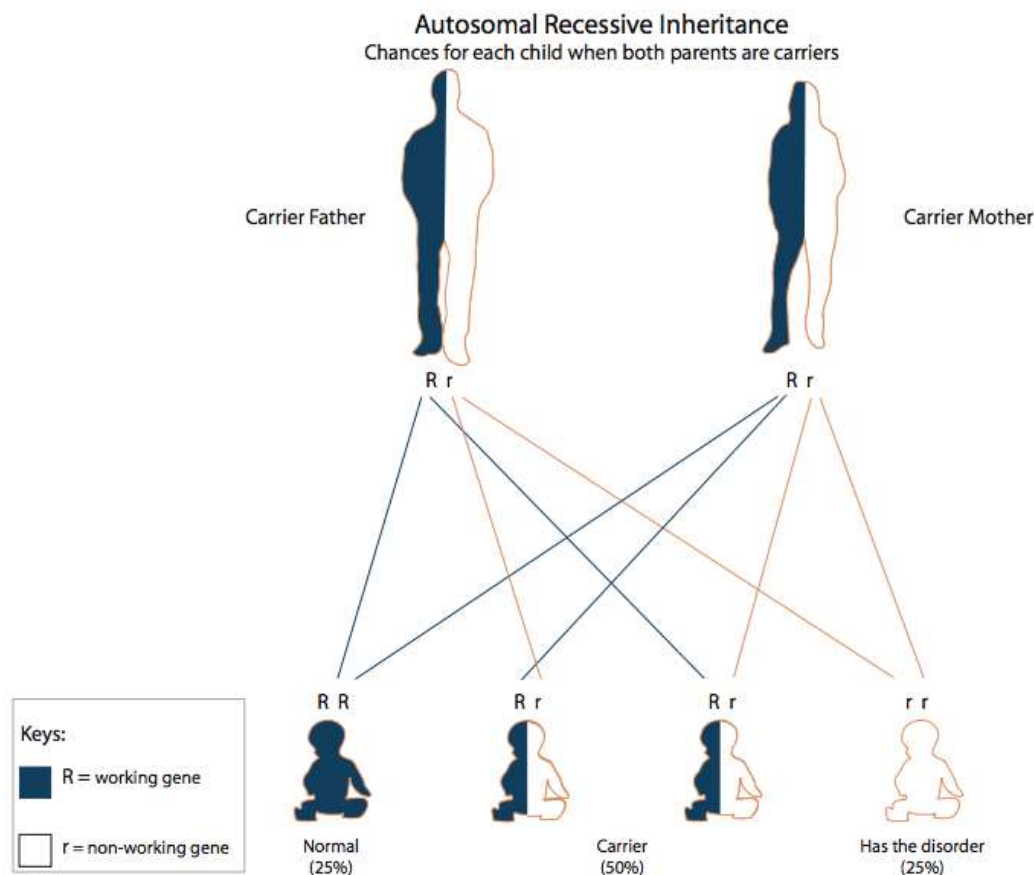 Autosomal Recessive Inheritance
Chances for each child when both parents are carriers
Carrier Father
Carrier Mother
R r
R r
R R
R r
R r
r r
Keys:
R = working gene
r = non-working gene
Normal
(25%)
Carrier
(50%)
Has the disorder
(25%)